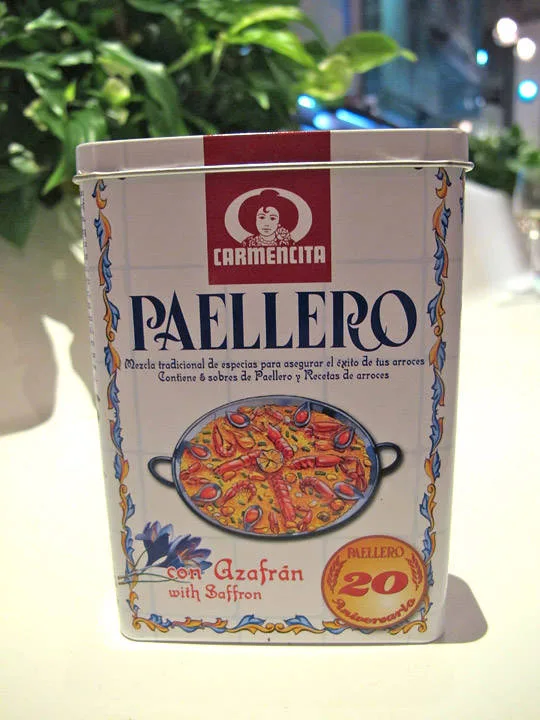 CARMENCITA
PAELLERO
Mezcla tradicional de especias para asegurar el éxito de tus arroces
Contiene 6 sobres de Paellero y Recetas de arroces
con Azafrán
with Saffron
PAELLERO
20
Aniversario